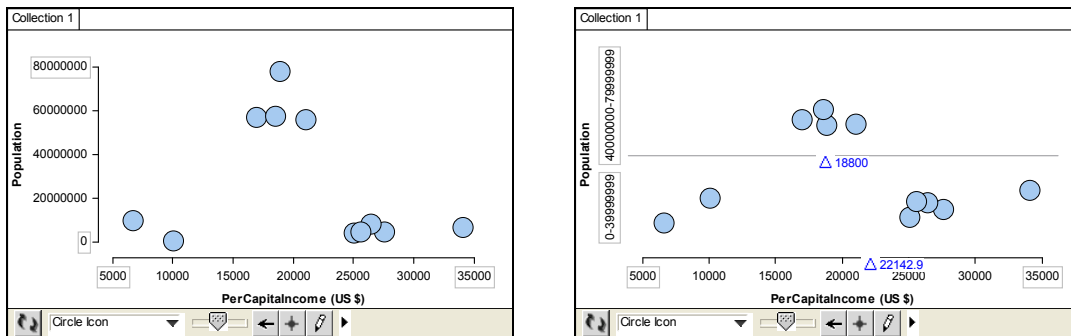 Collection 1
80000000
60000000
40000000
20000000
0
Population
5000 10000 15000 20000 25000 30000 35000
PerCapitaIncome (US $)
Circle Icon
Collection 1
40000000-79999999
0-39999999
Population
18800
22142.9
5000 10000 15000 20000 25000 30000 35000
PerCapitaIncome (US $)
Circle Icon